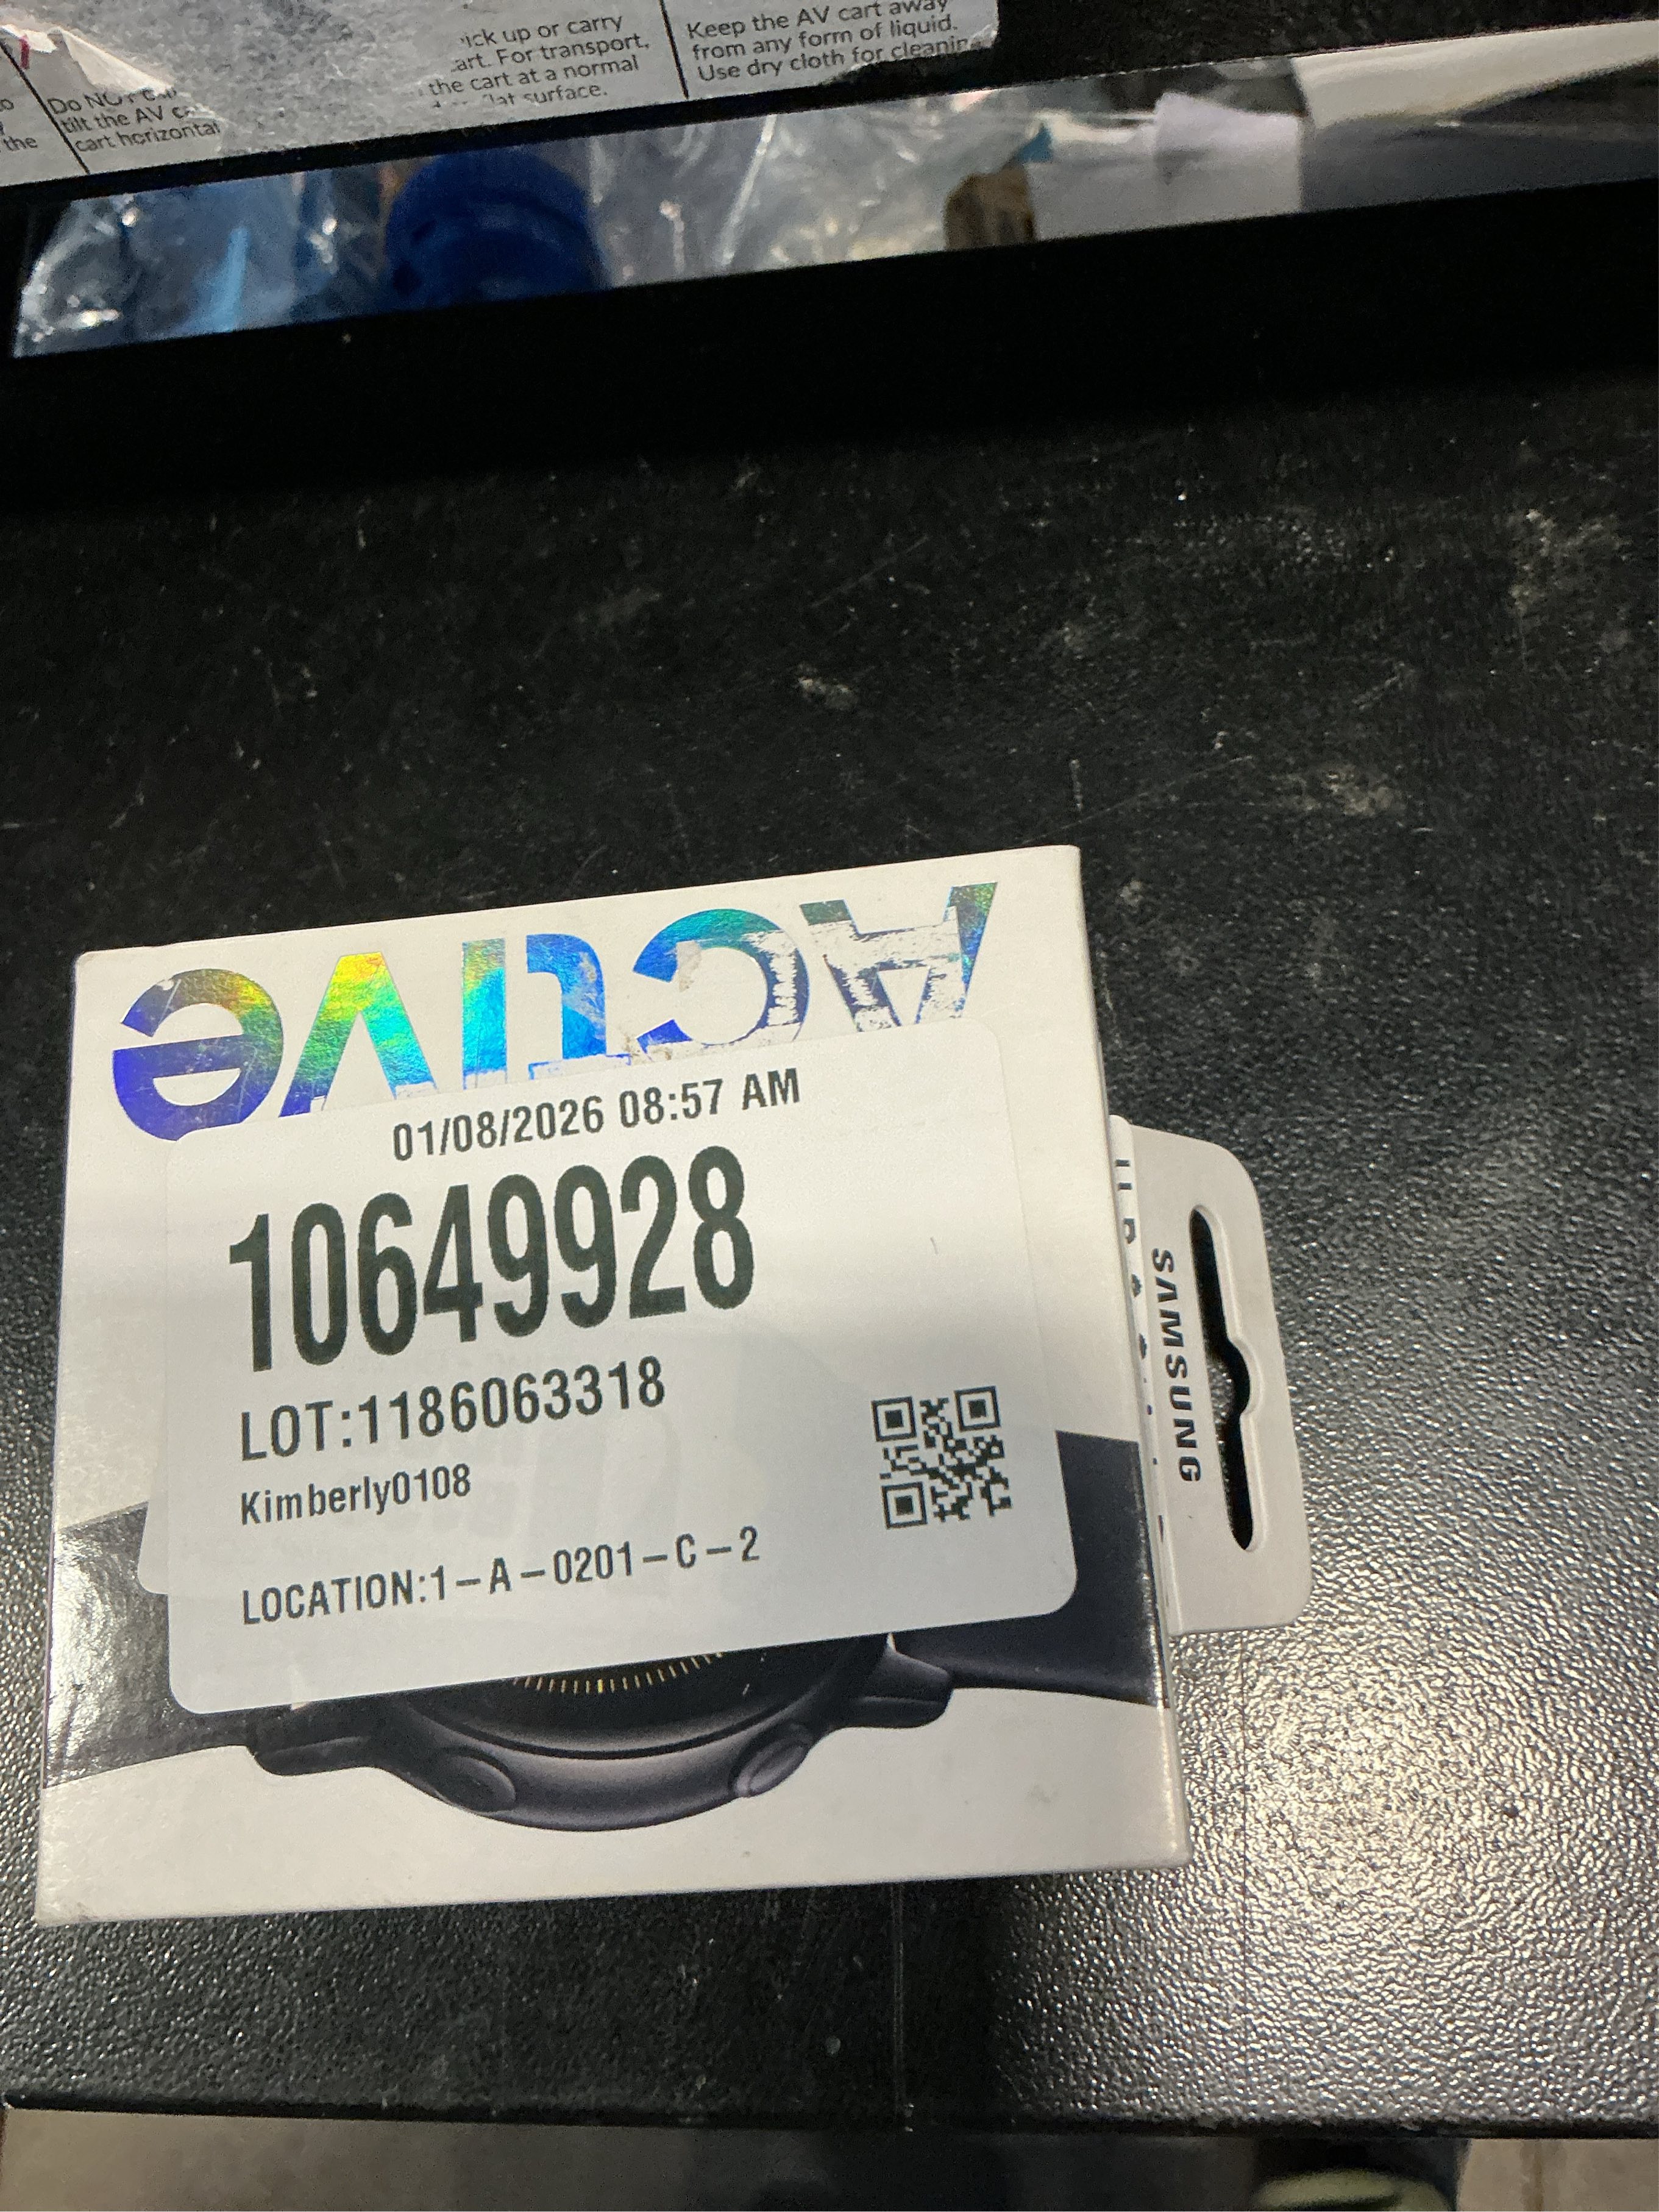 up or carry
For transport,
the cart at a normal
surface.
Keep the AV cart away
from any form of liquid.
Use dry cloth for cleaning
Do NOT
tilt the AV
cart horizontal
the
Active
01/08/2026 08:57 AM
10649928
LOT:1186063318
Kimberly0108
LOCATION:1-A-0201-C-2
SAMSUNG